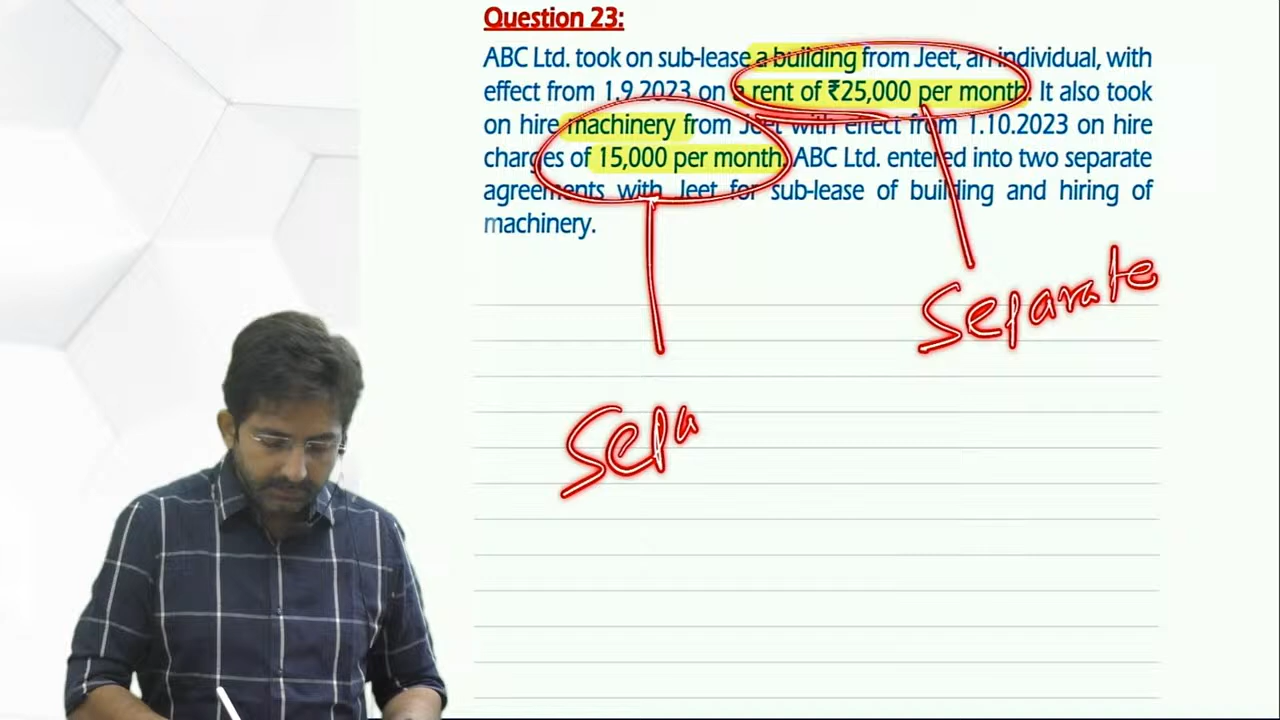 Question 23:
ABC Ltd. took on sub-lease a building from Jeet, an individual, with
effect from 1.9.2023 on a rent of ₹25,000 per month. It also took
on hire machinery from Jeet with effect from 1.10.2023 on hire
charges of 15,000 per month. ABC Ltd. entered into two separate
agreements with Jeet for sub-lease of building and hiring of
machinery.
Separate
Sepa